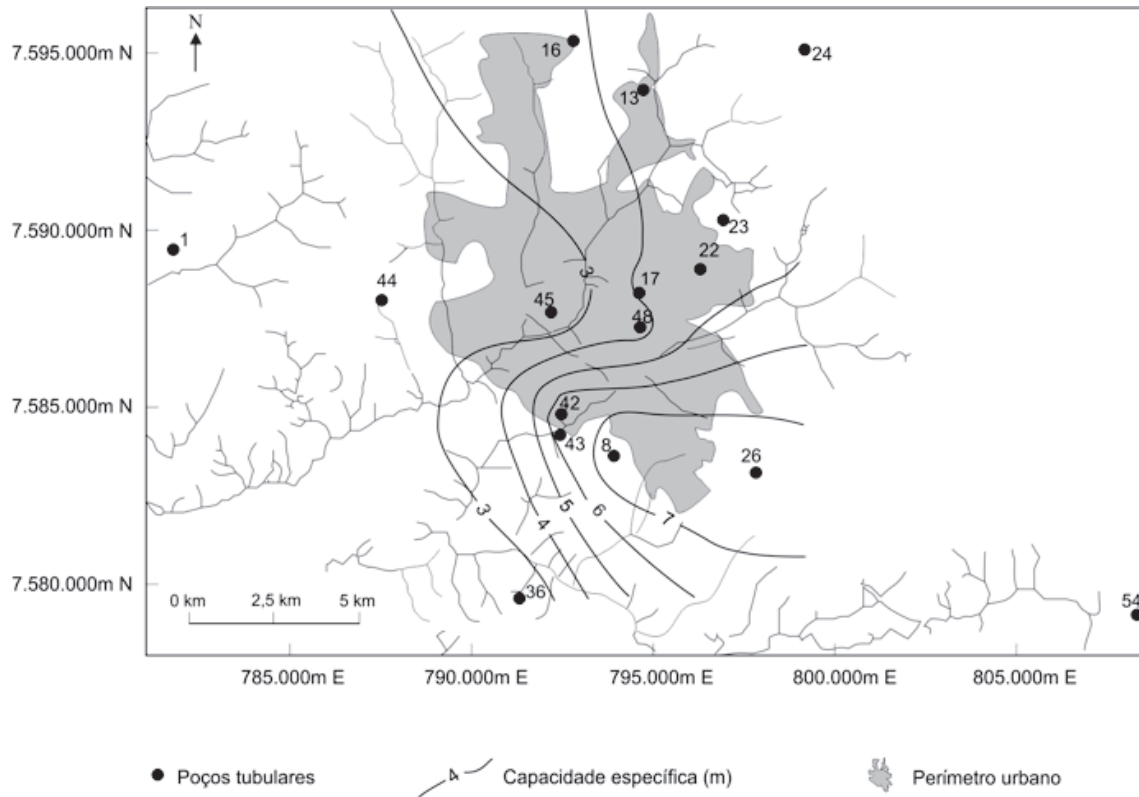 7.595.000m N
N
16
24
13
7.590.000m N
1
23
22
44
3
17
45
48
7.585.000m N
42
43
8
26
3
4
5
6
7
7.580.000m N
36
0 km 2,5 km 5 km
54
785.000m E 790.000m E 795.000m E 800.000m E 805.000m E
Poços tubulares 4 Capacidade específica (m) Perímetro urbano